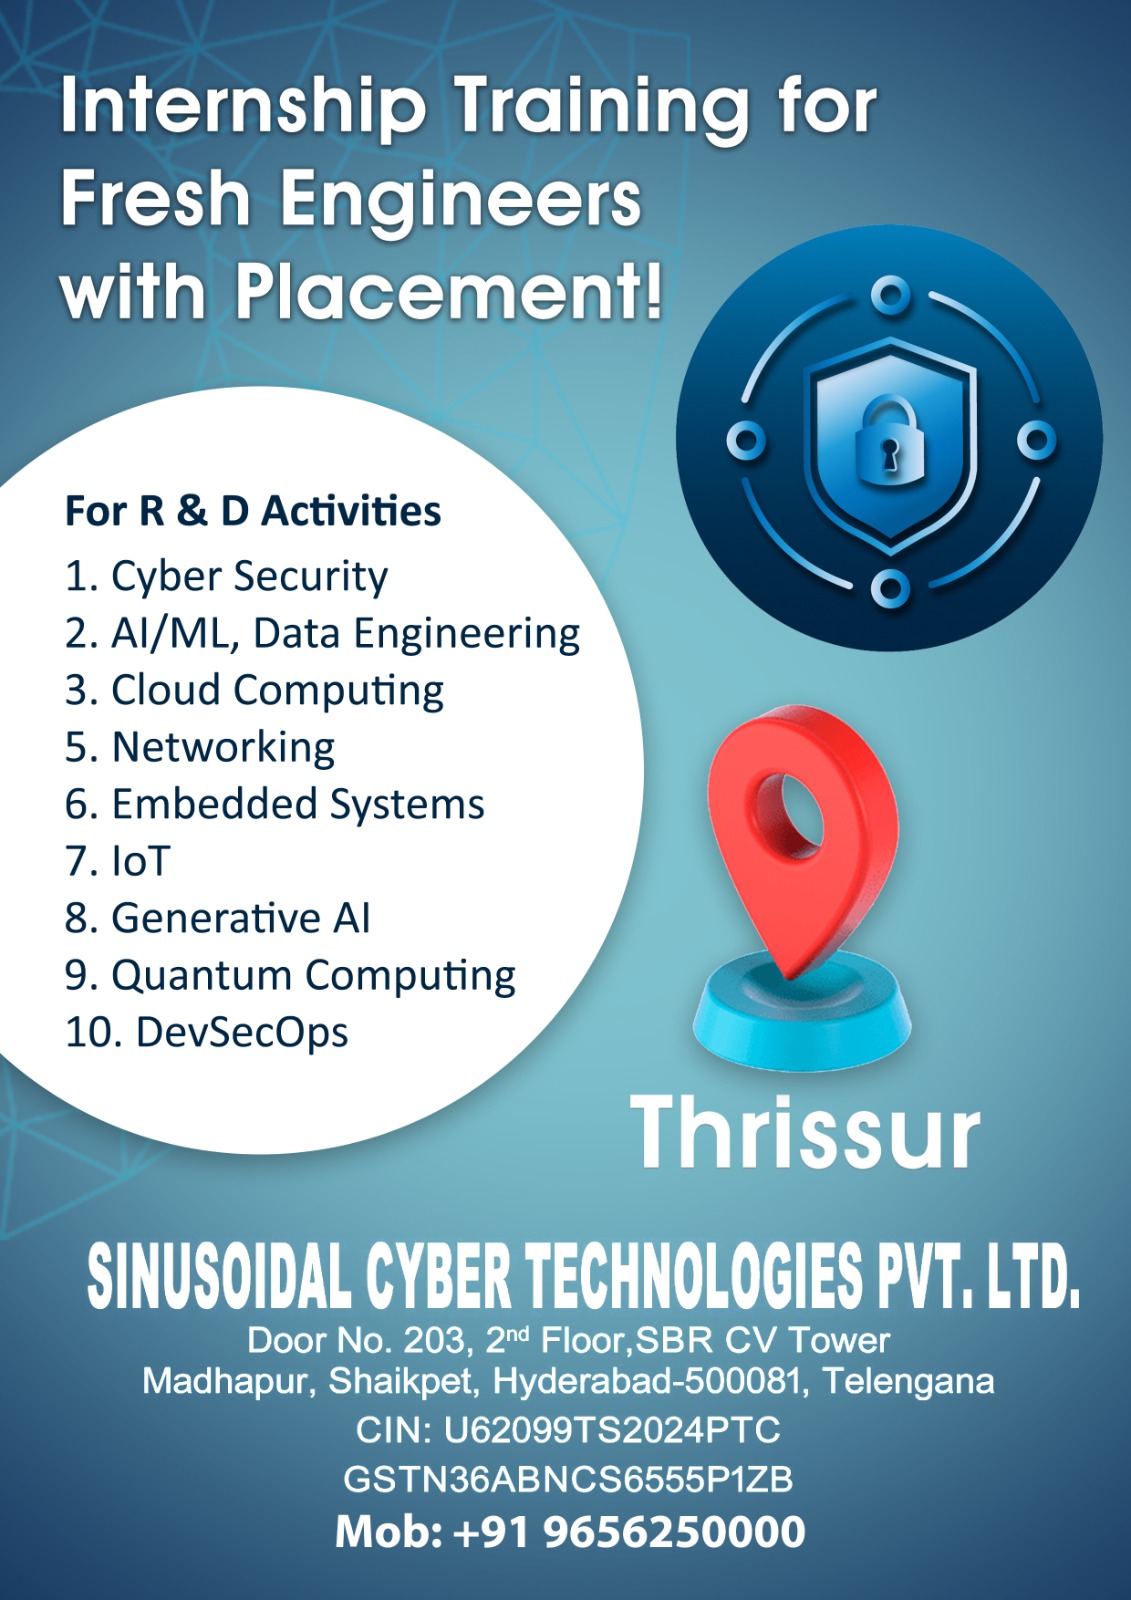 Internship Training for
Fresh Engineers
with Placement!
For R & D Activities
1. Cyber Security
2. AI/ML, Data Engineering
3. Cloud Computing
5. Networking
6. Embedded Systems
7. IoT
8. Generative AI
9. Quantum Computing
10. DevSecOps
Thrissur
SINUSOIDAL CYBER TECHNOLOGIES PVT. LTD.
Door No. 203, 2nd Floor,SBR CV Tower
Madhapur, Shaikpet, Hyderabad-500081, Telengana
CIN: U62099TS2024PTC
GSTN36ABNCS6555P1ZB
Mob: +91 9656250000